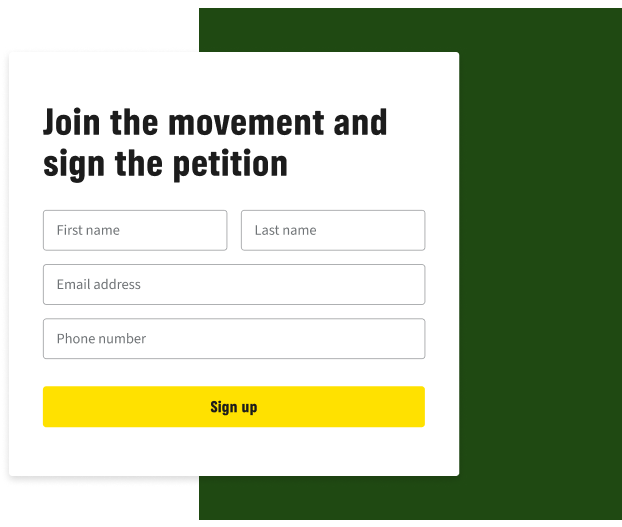 Join the movement and
sign the petition
First name
Last name
Email address
Phone number
Sign up